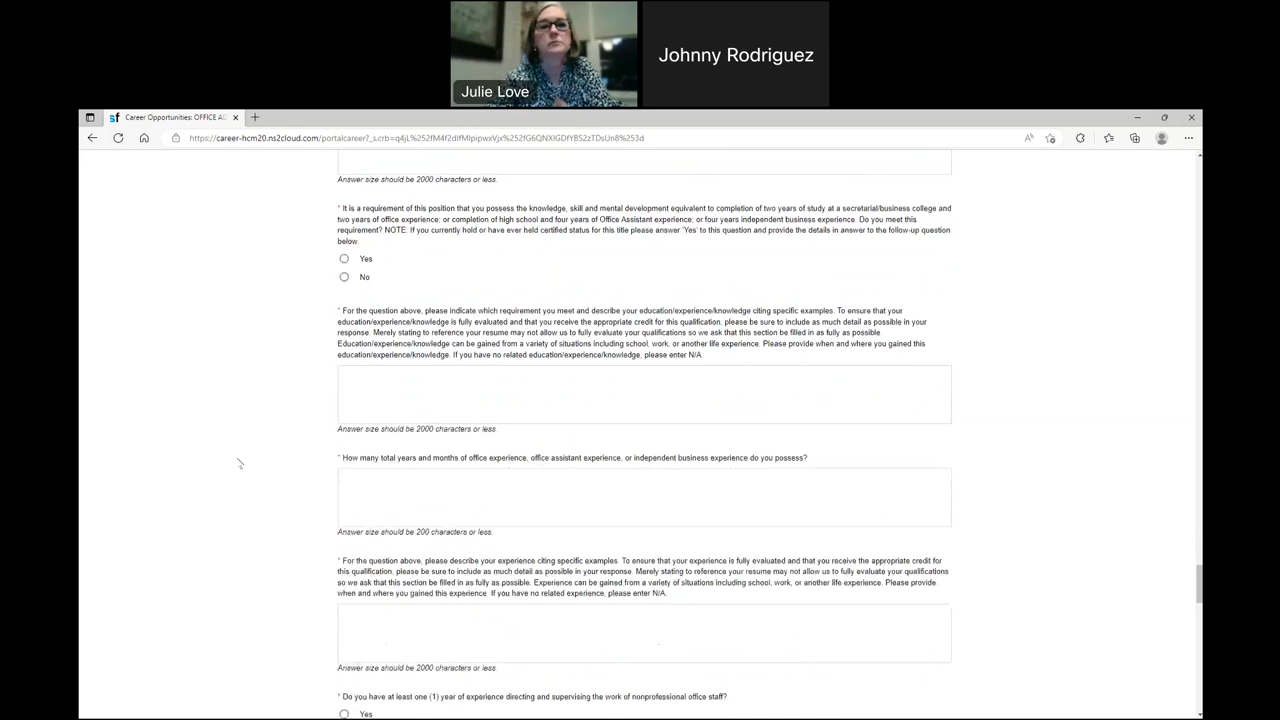 Julie Love
Johnny Rodriguez
Career Opportunities: OFFICE A
https://career-hcm20.ns2cloud.com/portalcareer?
Answer size should be 2000 characters or less.
* It is a requirement of this position that you possess the knowledge, skill and mental development equivalent to completion of two years of study at a secretarial/business college and
two years of office experience; or completion of high school and four years of Office Assistant experience; or four years independent business experience. Do you meet this
requirement? NOTE: If you currently hold or have ever held certified status for this title please answer 'Yes' to this question and provide the details in answer to the follow-up question
below.
Yes
No
* For the question above, please indicate which requirement you meet and describe your education/experience/knowledge citing specific examples. To ensure that your
education/experience/knowledge is fully evaluated and that you receive the appropriate credit for this qualification, please be sure to include as much detail as possible in your
response. Merely stating to reference your resume may not allow us to fully evaluate your qualifications so we ask that this section be filled in as fully as possible
Education/experience/knowledge can be gained from a variety of situations including school, work, or another life experience. Please provide when and where you gained this
education/experience/knowledge. If you have no related education/experience/knowledge, please enter N/A.
Answer size should be 2000 characters or less.
* How many total years and months of office experience, office assistant experience, or independent business experience do you possess?
Answer size should be 200 characters or less.
* For the question above, please describe your experience citing specific examples. To ensure that your experience is fully evaluated and that you receive the appropriate credit for
this qualification, please be sure to include as much detail as possible in your response. Merely stating to reference your resume may not allow us to fully evaluate your qualifications
so we ask that this section be filled in as fully as possible. Experience can be gained from a variety of situations including school, work, or another life experience. Please provide
when and where you gained this experience. If you have no related experience, please enter N/A.
Answer size should be 2000 characters or less.
* Do you have at least one (1) year of experience directing and supervising the work of nonprofessional office staff?
Yes